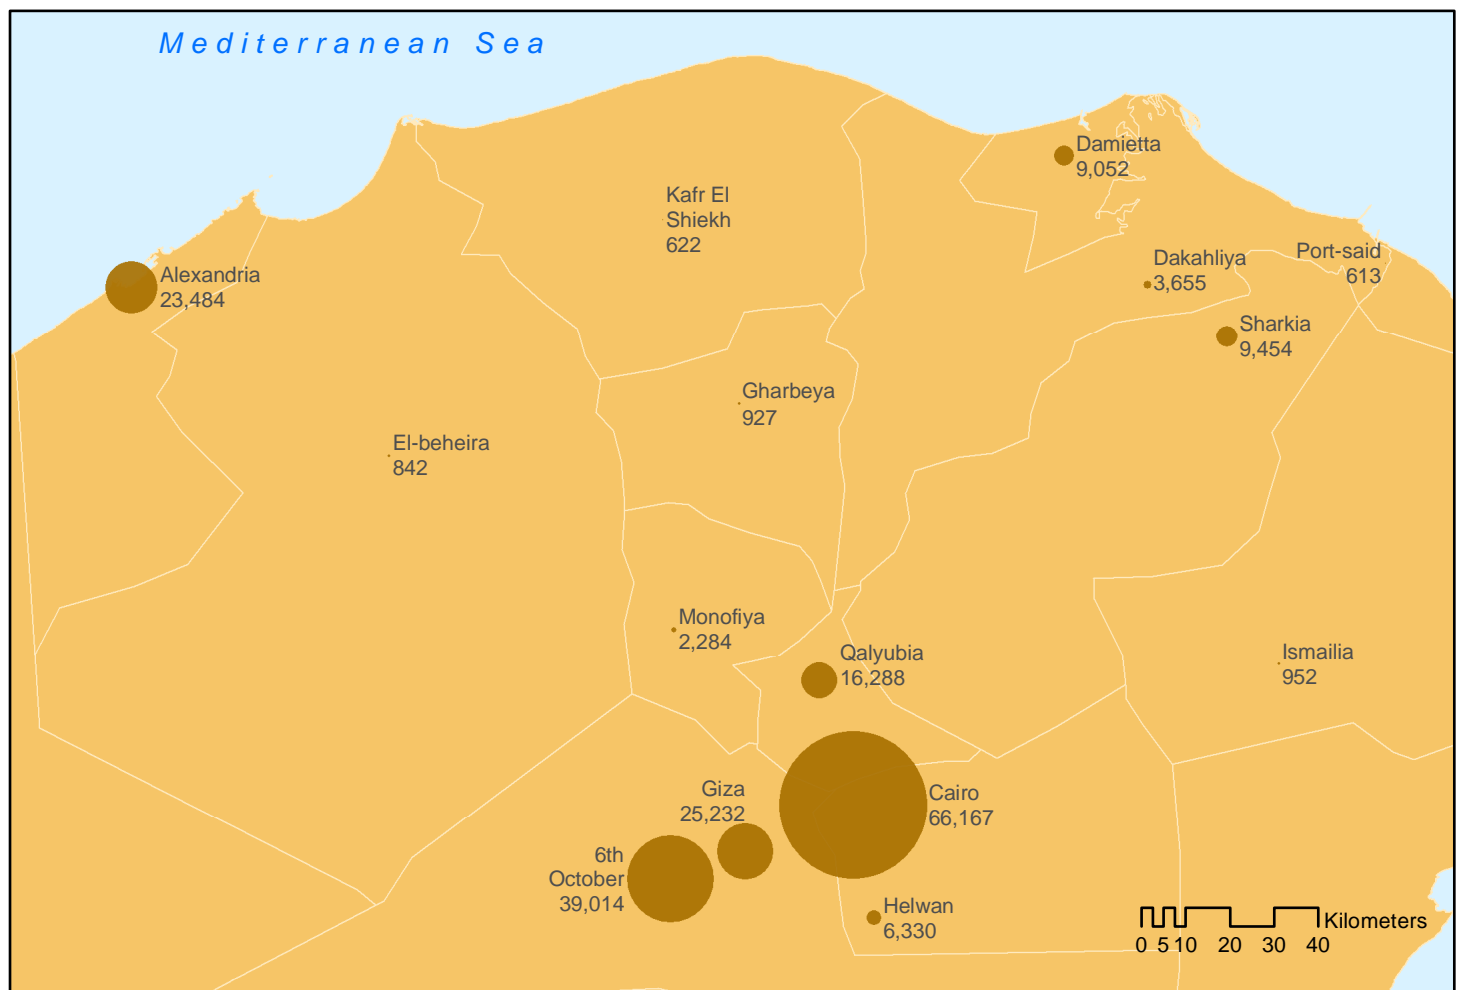 Mediterranean Sea
Damietta
9,052
Kafr El
Shiekh
622
Port-said
613
Dakahliya
3,655
Alexandria
23,484
Sharkia
9,454
Gharbeya
927
El-beheira
842
Monofiya
2,284
Qalyubia
16,288
Ismailia
952
Giza
25,232
Cairo
66,167
6th
October
39,014
Helwan
6,330
Kilometers
0 5 10 20 30 40